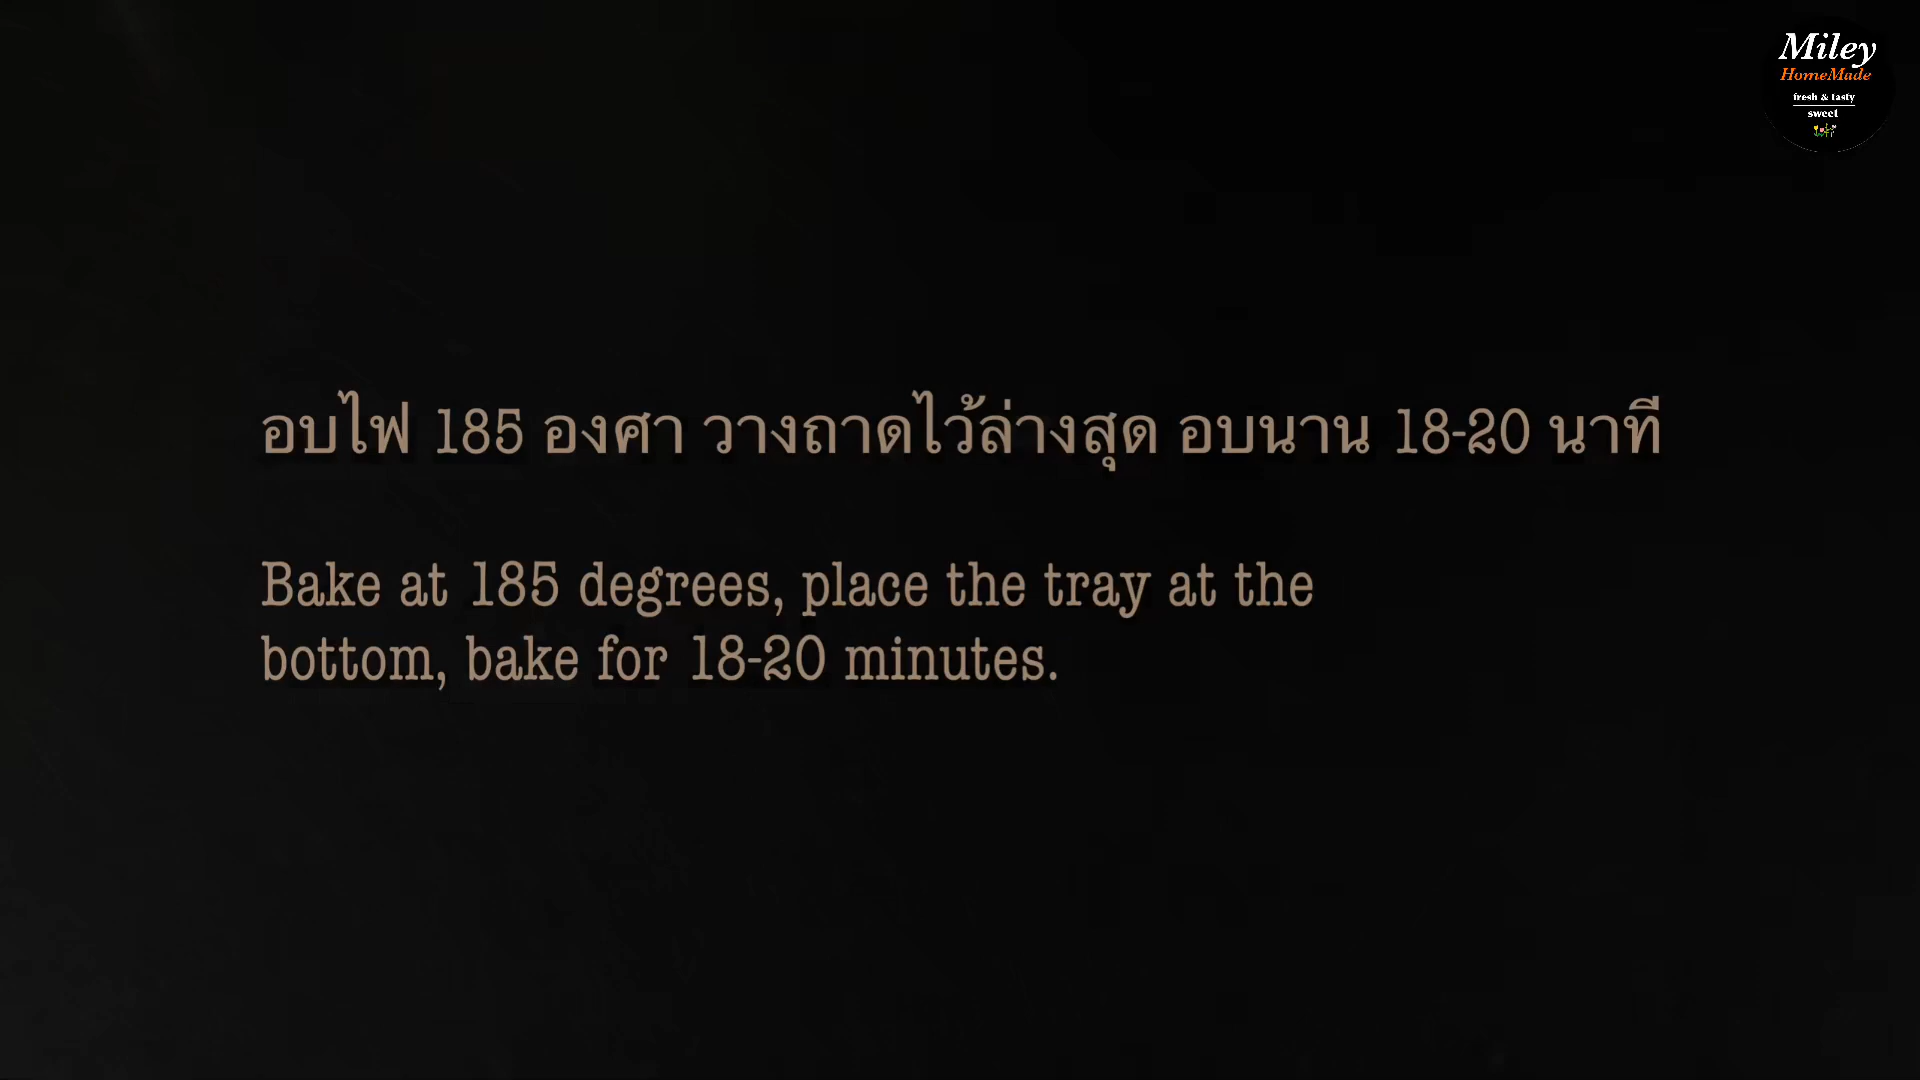 Miley
HomeMade
fresh & tasty
sweet
อบไฟ 185 องศา วางถาดไว้ล่างสุด อบนาน 18-20 นาที
Bake at 185 degrees, place the tray at the
bottom, bake for 18-20 minutes.